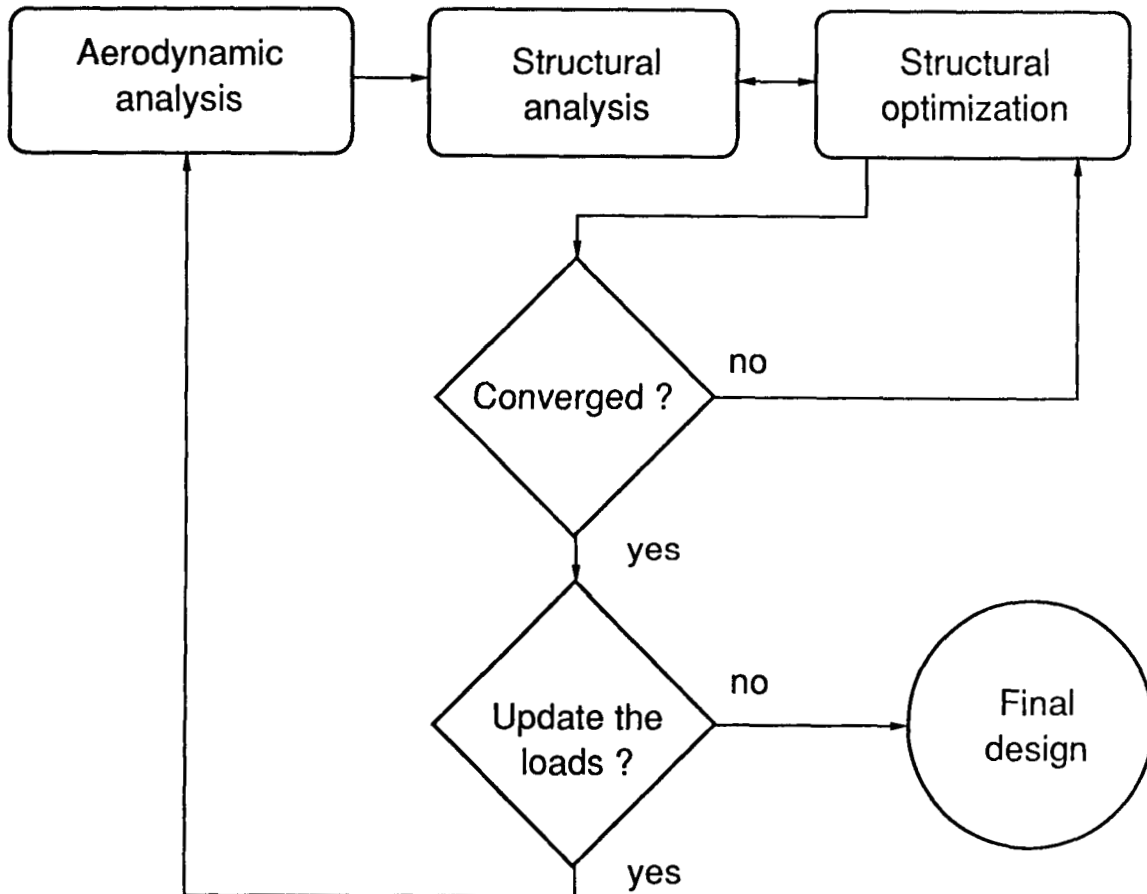 Aerodynamic
analysis
Structural
analysis
Structural
optimization
Converged ?
no
yes
Update the
loads ?
no
Final
design
yes